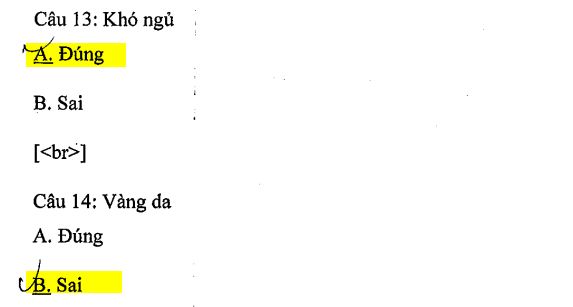 Câu 13: Khó ngủ
A. Đúng
B. Sai
[<br>]
Câu 14: Vàng da
A. Đúng
B. Sai